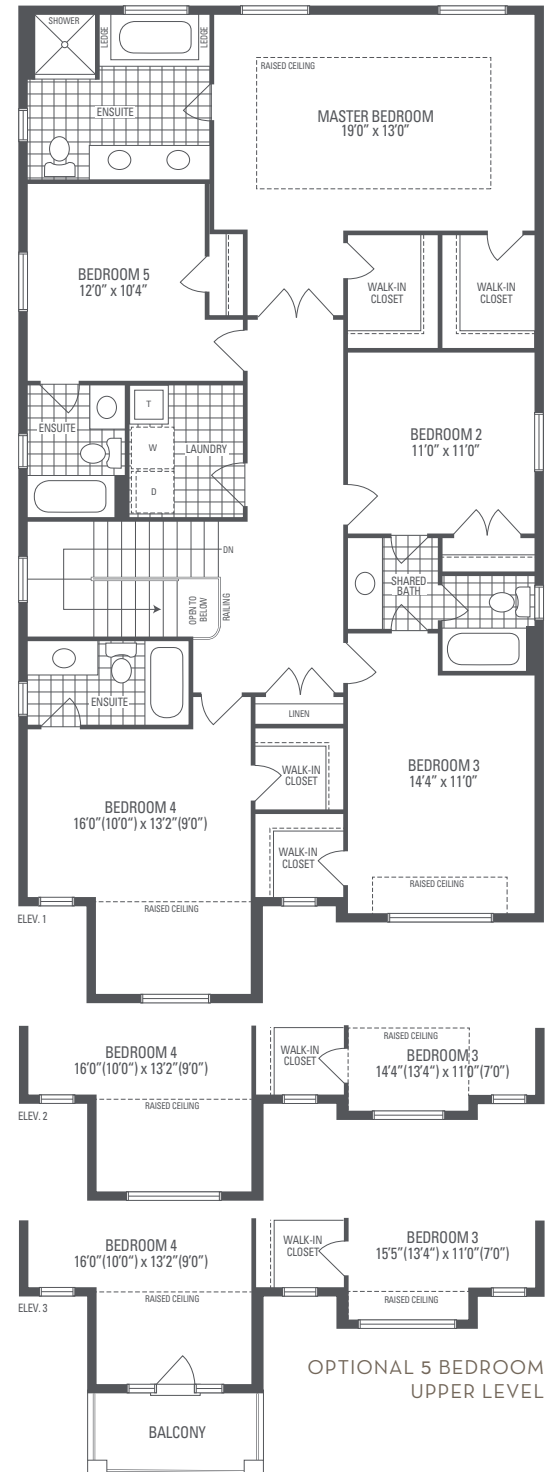 SHOWER
LEDGE
LEDGE
ENSUITE
RAISED CEILING
MASTER BEDROOM
19'0" x 13'0"
BEDROOM 5
12'0" x 10'4"
WALK-IN
CLOSET
WALK-IN
CLOSET
ENSUITE
T
W
D
LAUNDRY
BEDROOM 2
11'0" x 11'0"
DN
OPEN TO
BELOW
RAILING
SHARED
BATH
ENSUITE
LINEN
WALK-IN
CLOSET
BEDROOM 3
14'4" x 11'0"
BEDROOM 4
16'0"(10'0") x 13'2"(9'0")
WALK-IN
CLOSET
RAISED CEILING
RAISED CEILING
ELEV. 1
BEDROOM 4
16'0"(10'0") x 13'2"(9'0")
RAISED CEILING
WALK-IN
CLOSET
RAISED CEILING
BEDROOM 3
14'4"(13'4") x 11'0"(7'0")
ELEV. 2
BEDROOM 4
16'0"(10'0") x 13'2"(9'0")
RAISED CEILING
WALK-IN
CLOSET
BEDROOM 3
15'5"(13'4") x 11'0"(7'0")
RAISED CEILING
ELEV. 3
OPTIONAL 5 BEDROOM
UPPER LEVEL
BALCONY